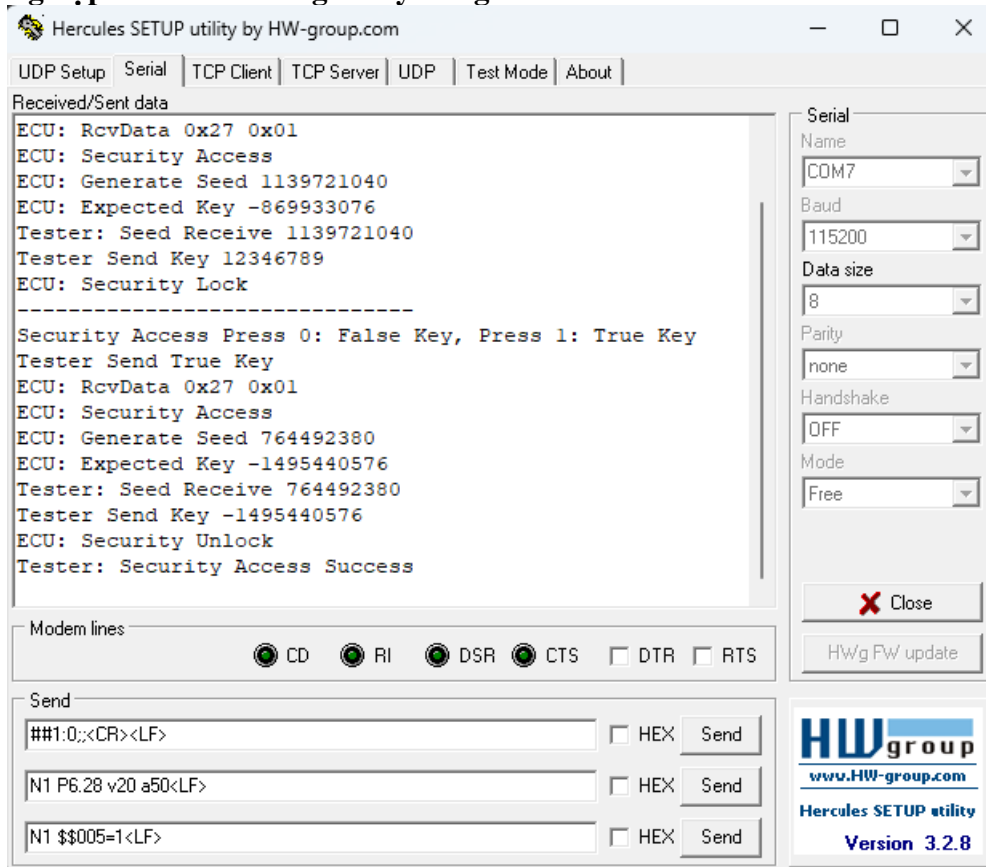 Hercules SETUP utility by HW-group.com
UDP Setup Serial TCP Client TCP Server UDP Test Mode About
Received/Sent data
ECU: RcvData 0x27 0x01
ECU: Security Access
ECU: Generate Seed 1139721040
ECU: Expected Key -869933076
Tester: Seed Receive 1139721040
Tester Send Key 12346789
ECU: Security Lock
-------------------------------
Security Access Press 0: False Key, Press 1: True Key
Tester Send True Key
ECU: RcvData 0x27 0x01
ECU: Security Access
ECU: Generate Seed 764492380
ECU: Expected Key -1495440576
Tester: Seed Receive 764492380
Tester Send Key -1495440576
ECU: Security Unlock
Tester: Security Access Success
Serial
Name
COM7
Baud
115200
Data size
8
Parity
none
Handshake
OFF
Mode
Free
Close
HWg FW update
Modem lines
CD RI DSR CTS DTR RTS
Send
##1:0;;<CR><LF> HEX Send
N1 P6.28 v20 a50<LF> HEX Send
N1 $$005=1<LF> HEX Send
HW group
www.HW-group.com
Hercules SETUP utility
Version 3.2.8